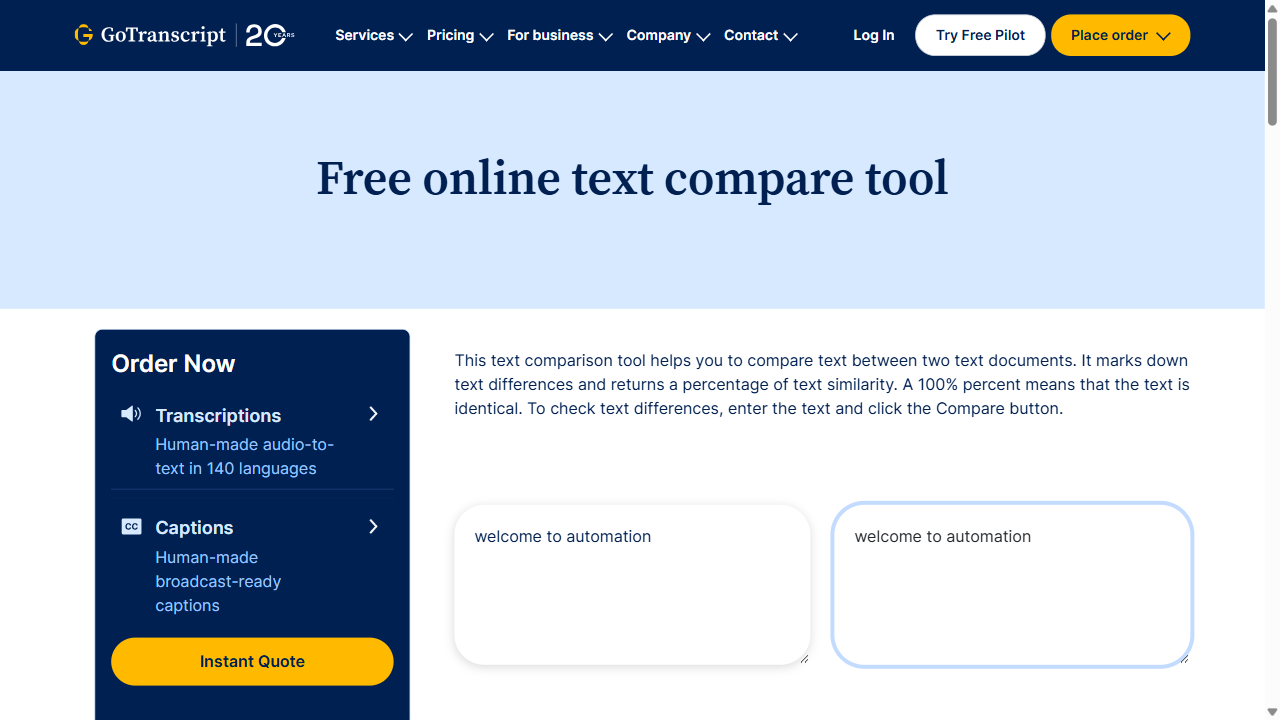 GoTranscript 20 YEARS Services Pricing For business Company Contact Log In Try Free Pilot Place order
Free online text compare tool
Order Now
Transcriptions
Human-made audio-to-
text in 140 languages
CC Captions
Human-made
broadcast-ready
captions
Instant Quote
This text comparison tool helps you to compare text between two text documents. It marks down
text differences and returns a percentage of text similarity. A 100% percent means that the text is
identical. To check text differences, enter the text and click the Compare button.
welcome to automation
welcome to automation